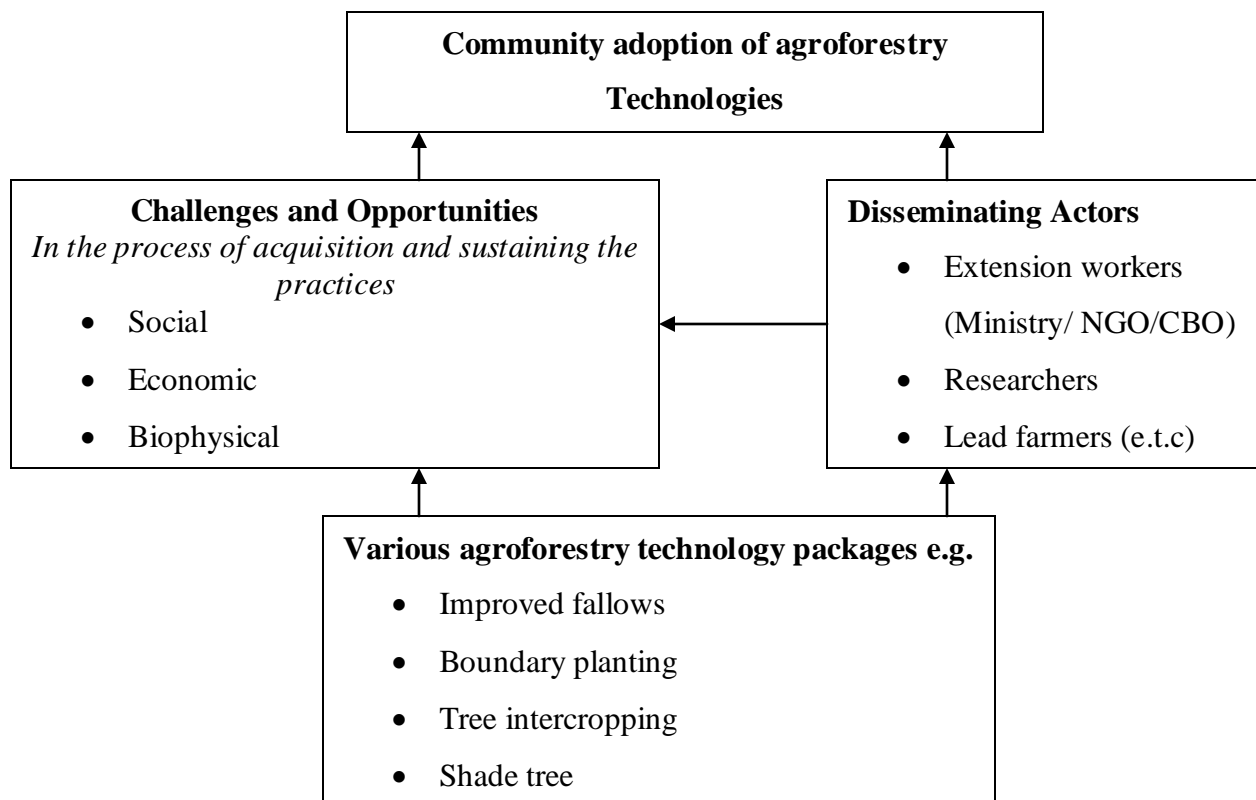 Community adoption of agroforestry
Technologies
Challenges and Opportunities
In the process of acquisition and sustaining the
practices
• Social
• Economic
• Biophysical
Disseminating Actors
• Extension workers
(Ministry/ NGO/CBO)
• Researchers
• Lead farmers (e.t.c)
Various agroforestry technology packages e.g.
• Improved fallows
• Boundary planting
• Tree intercropping
• Shade tree